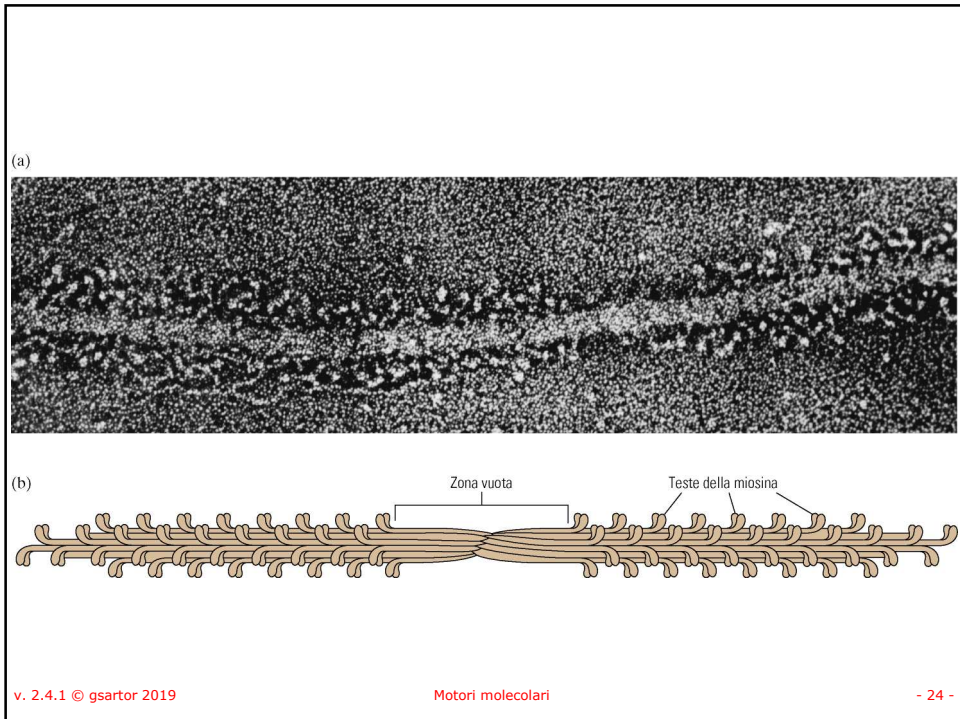 (a)
(b)
Zona vuota
Teste della miosina
v. 2.4.1 © gsartor 2019
Motori molecolari
- 24 -